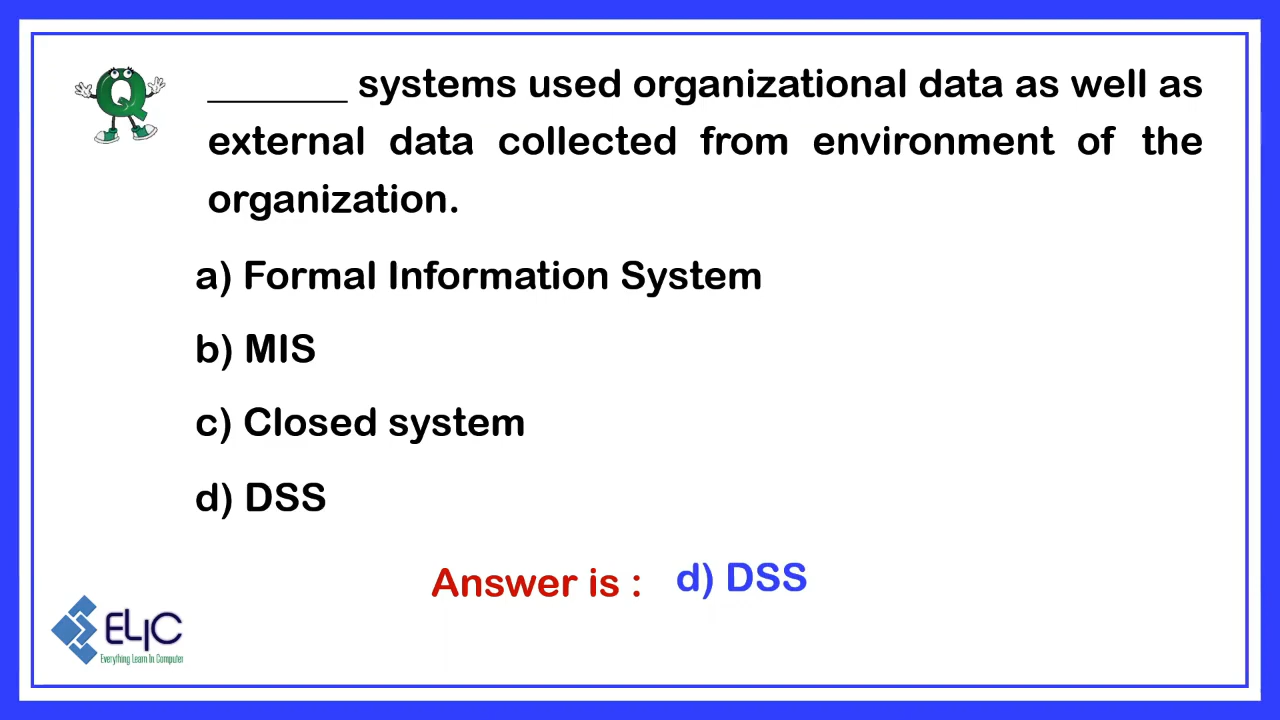 Q
________ systems used organizational data as well as
external data collected from environment of the
organization.
a) Formal Information System
b) MIS
c) Closed system
d) DSS
Answer is : d) DSS
ELIC
Everything Learn In Computer